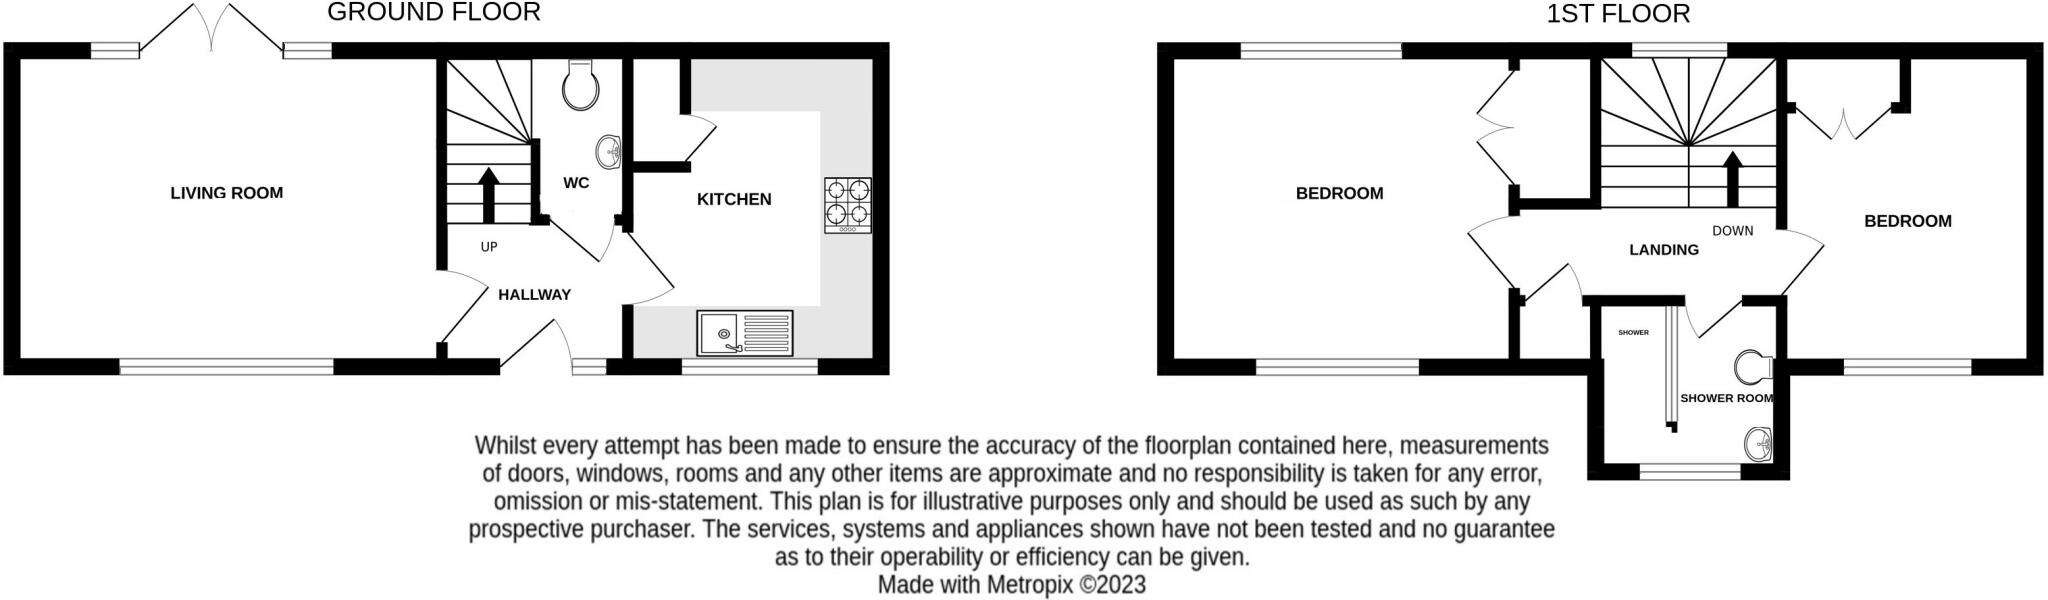 GROUND FLOOR
1ST FLOOR
LIVING ROOM
WC
KITCHEN
UP
HALLWAY
BEDROOM
BEDROOM
DOWN
LANDING
SHOWER
SHOWER ROOM
Whilst every attempt has been made to ensure the accuracy of the floorplan contained here, measurements
of doors, windows, rooms and any other items are approximate and no responsibility is taken for any error,
omission or mis-statement. This plan is for illustrative purposes only and should be used as such by any
prospective purchaser. The services, systems and appliances shown have not been tested and no guarantee
as to their operability or efficiency can be given.
Made with Metropix ©2023